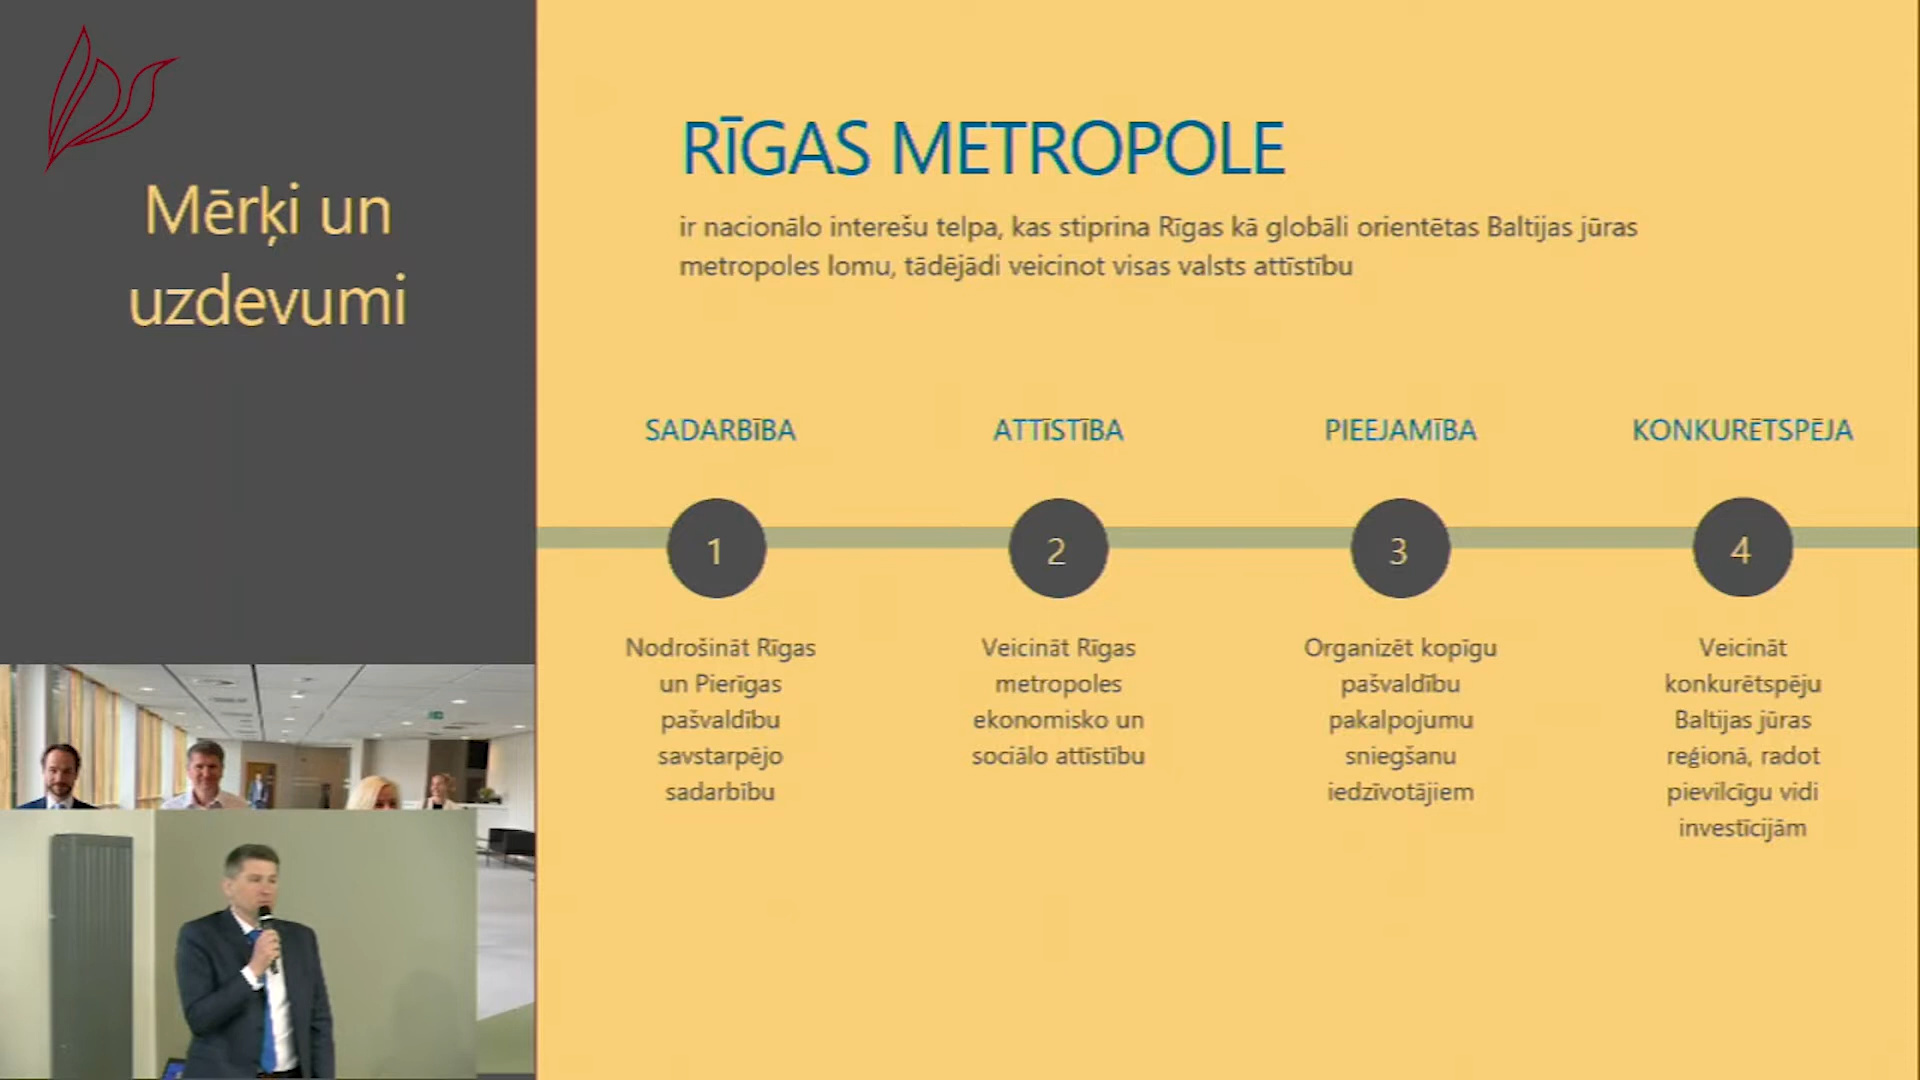 Mērķi un
uzdevumi
RĪGAS METROPOLE
ir nacionālo interešu telpa, kas stiprina Rīgas kā globāli orientētas Baltijas jūras
metropoles lomu, tādējādi veicinot visas valsts attīstību
SADARBĪBA
1
Nodrošināt Rīgas
un Pierīgas
pašvaldību
savstarpējo
sadarbību
ATTĪSTĪBA
2
Veicināt Rīgas
metropoles
ekonomisko un
sociālo attīstību
PIEEJAMĪBA
3
Organizēt kopīgu
pašvaldību
pakalpojumu
sniegšanu
iedzīvotājiem
KONKURĒTSPĒJA
4
Veicināt
konkurētspēju
Baltijas jūras
reģionā, radot
pievilcīgu vidi
investīcijām